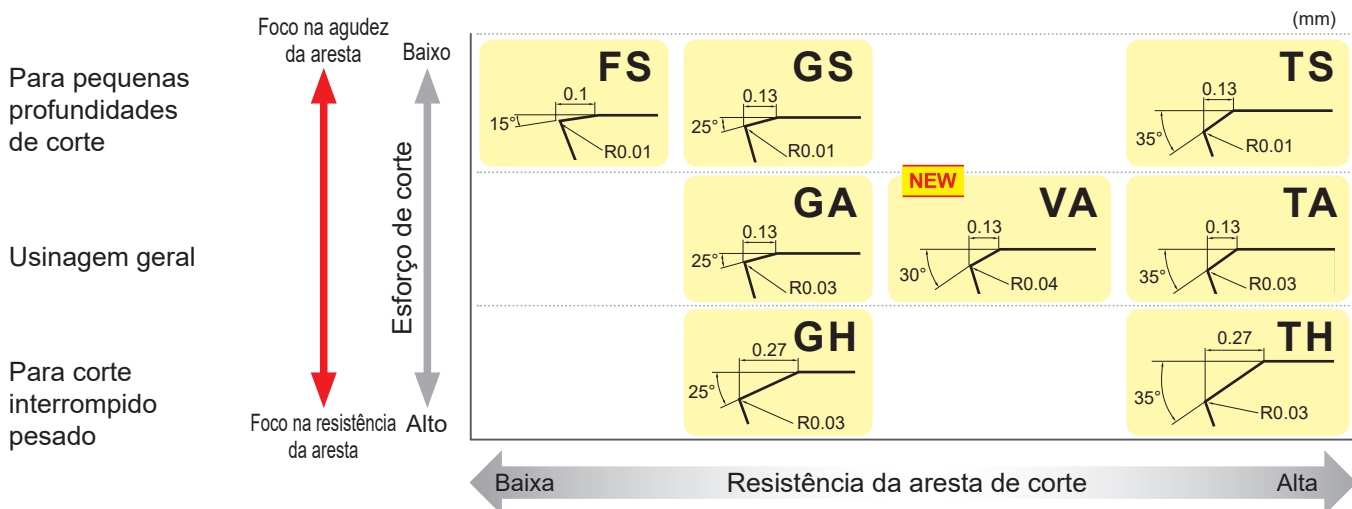 (mm)
Foco na agudez
da aresta
Baixo
Para pequenas
profundidades
de corte
FS
0.1
15°
R0.01
GS
0.13
25°
R0.01
TS
0.13
35°
R0.01
Esforço de corte
Usinagem geral
GA
0.13
25°
R0.03
NEW
VA
0.13
30°
R0.04
TA
0.13
35°
R0.03
Para corte
interrompido
pesado
Foco na resistência
da aresta
Alto
GH
0.27
25°
R0.03
TH
0.27
35°
R0.03
Baixa
Resistência da aresta de corte
Alta